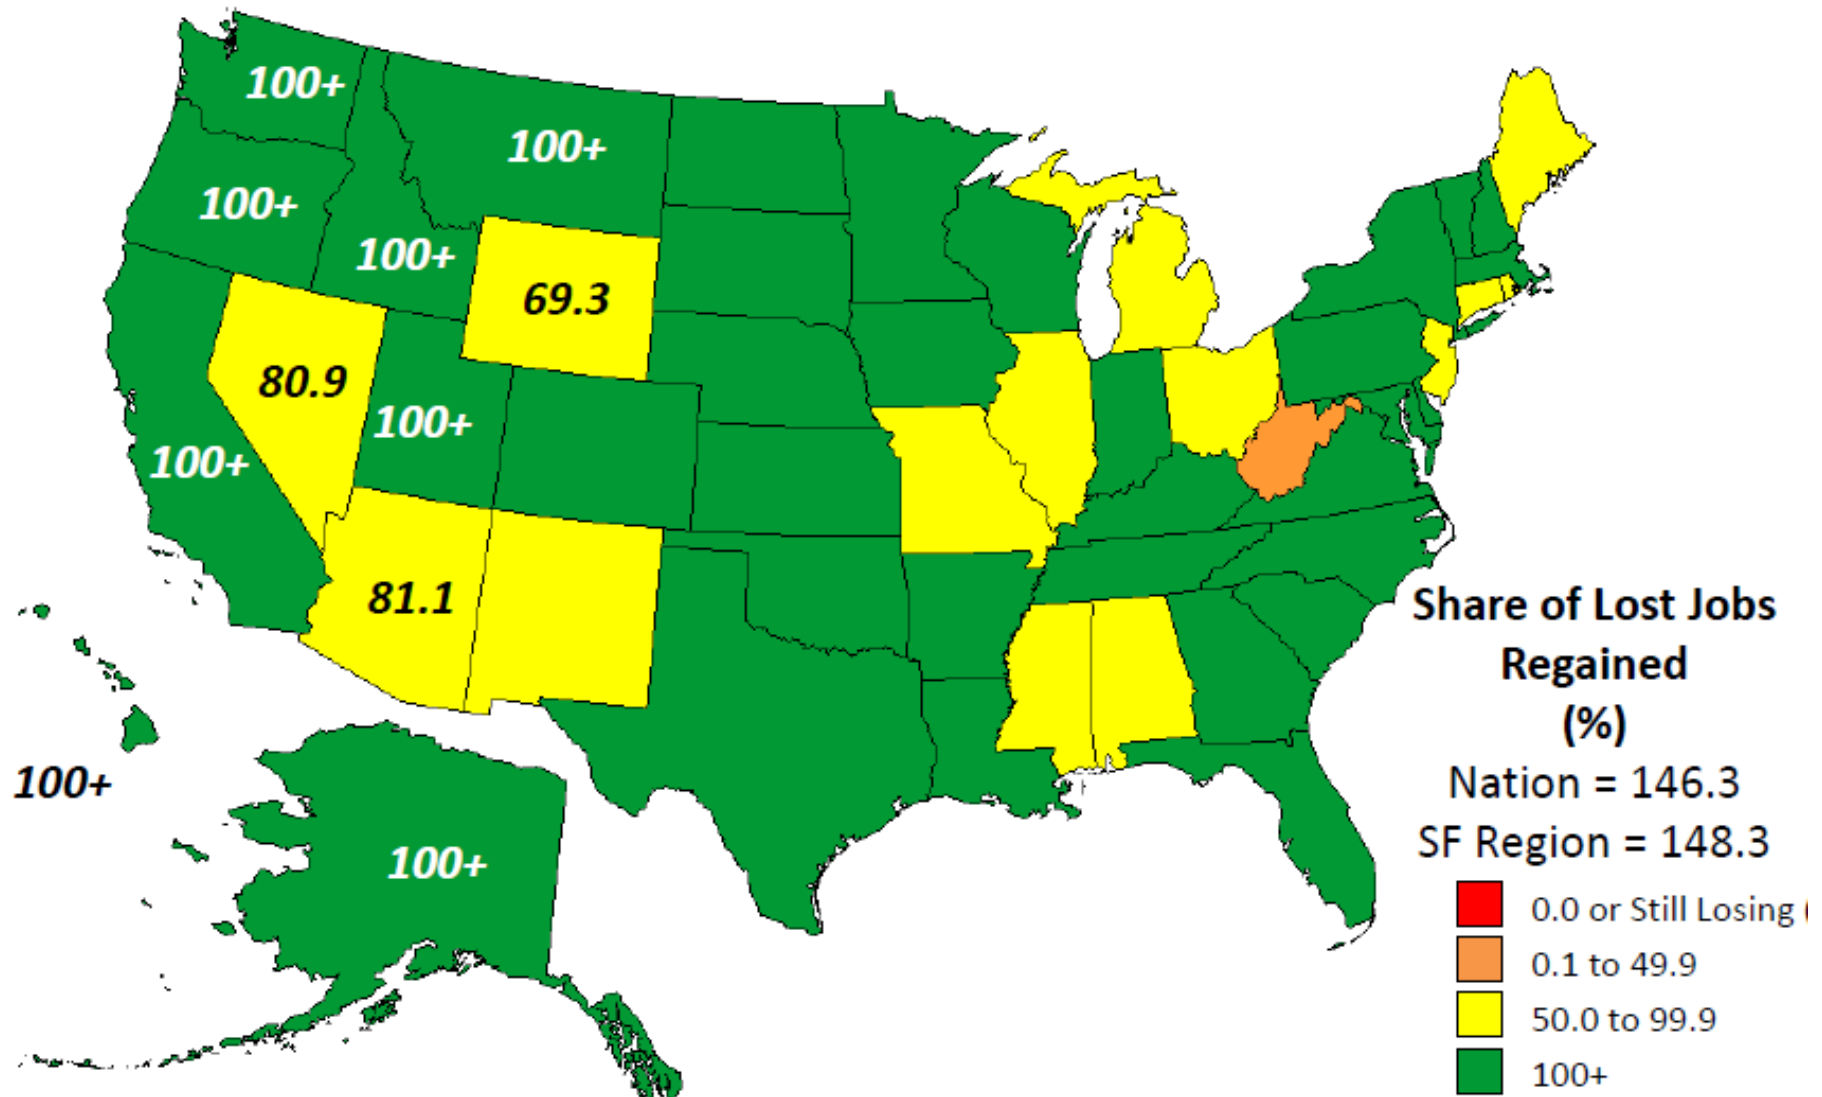 100+
100+
100+
100+
69.3
80.9
100+
100+
81.1
100+
100+
Share of Lost Jobs
Regained
(%)
Nation = 146.3
SF Region = 148.3
0.0 or Still Losing (
0.1 to 49.9
50.0 to 99.9
100+